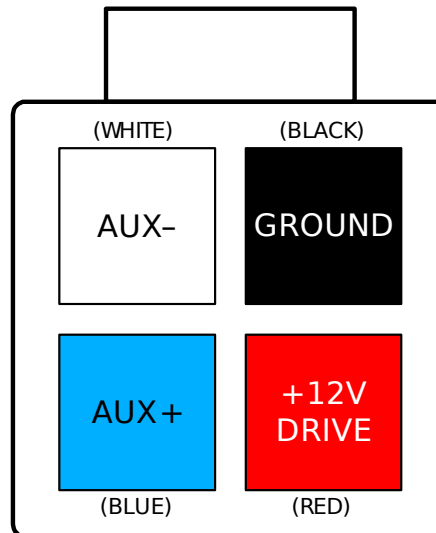 (WHITE) (BLACK)
AUX– GROUND
AUX+ +12V
DRIVE
(BLUE) (RED)